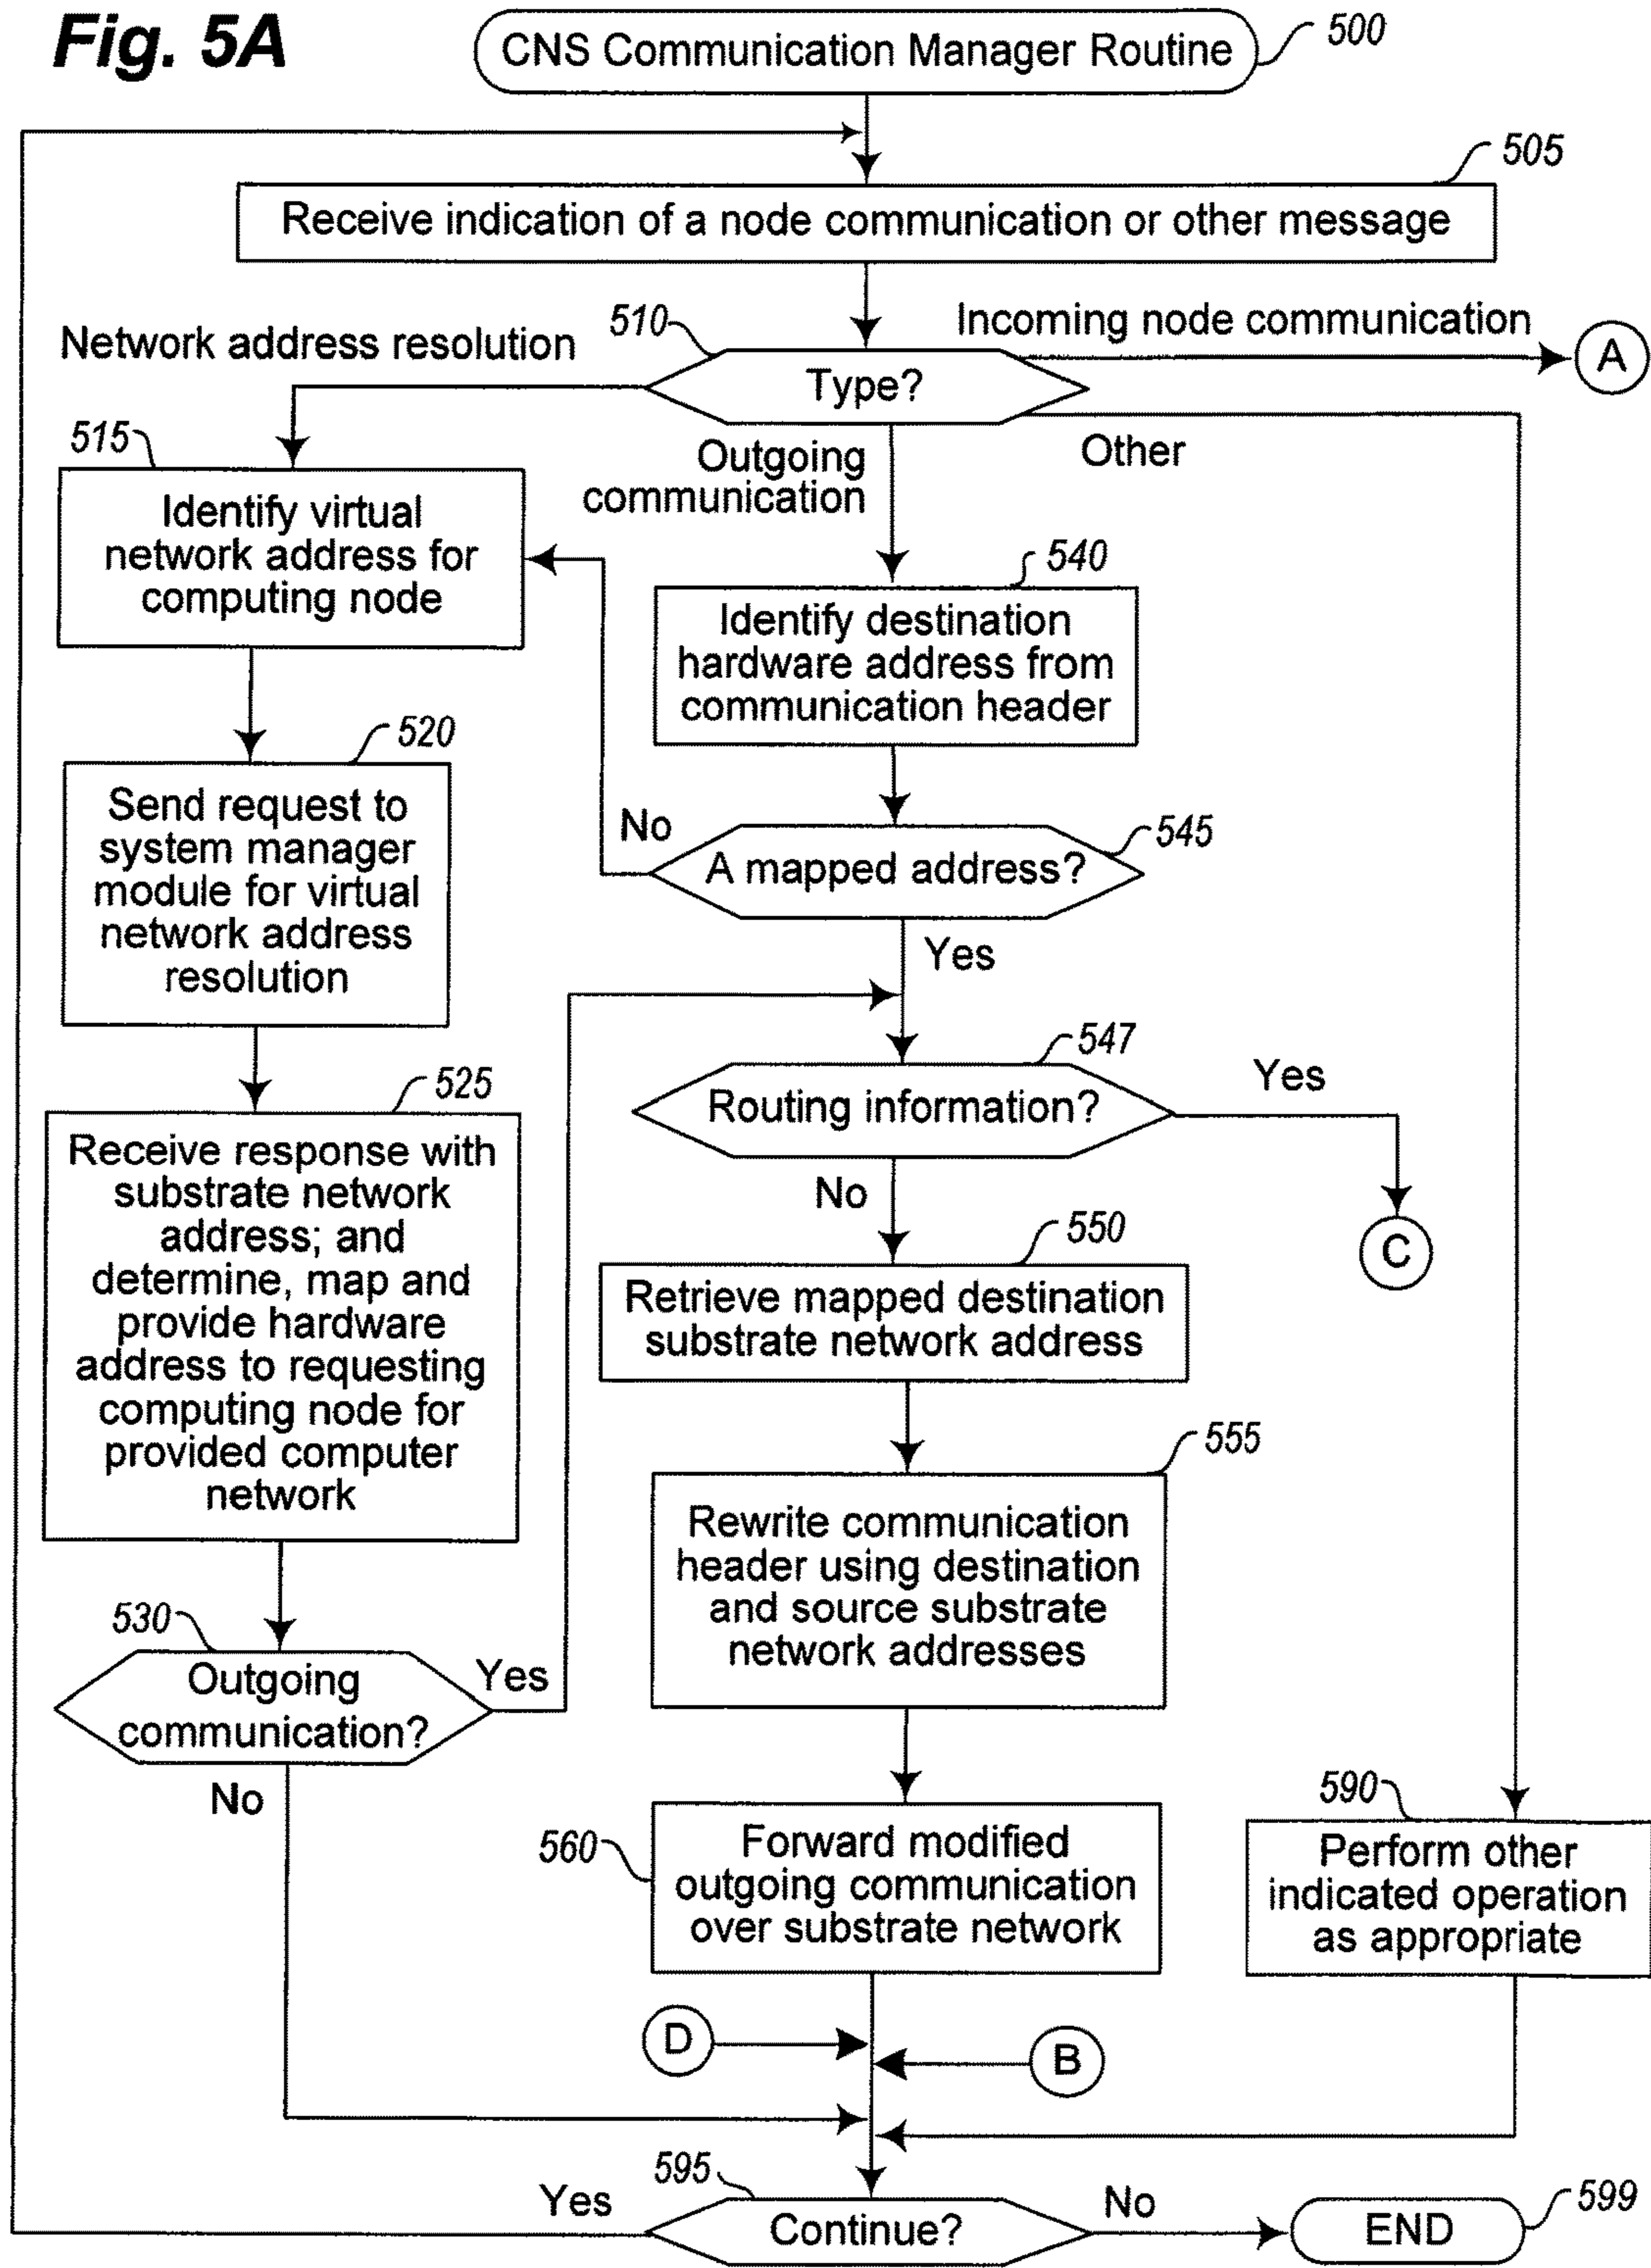 Fig. 5A
CNS Communication Manager Routine
500
505
Receive indication of a node communication or other message
510
Incoming node communication
Network address resolution
A
Type?
515
Outgoing
communication
Other
Identify virtual
network address for
computing node
540
Identify destination
hardware address from
communication header
520
Send request to
system manager
module for virtual
network address
resolution
No
545
A mapped address?
Yes
547
Routing information?
Yes
525
Receive response with
substrate network
address; and
determine, map and
provide hardware
address to requesting
computing node for
provided computer
network
No
C
550
Retrieve mapped destination
substrate network address
555
Rewrite communication
header using destination
and source substrate
network addresses
530
Outgoing
communication?
Yes
No
560
Forward modified
outgoing communication
over substrate network
590
Perform other
indicated operation
as appropriate
D
B
595
Yes
Continue?
No
END
599